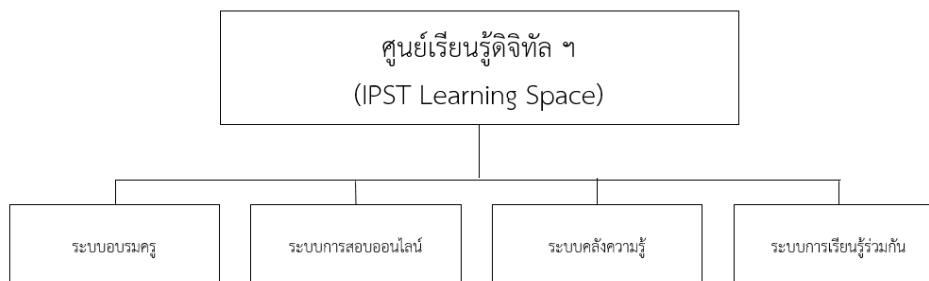 ศูนย์เรียนรู้ดิจิทัล ฯ
(IPST Learning Space)
ระบบอบรมครู
ระบบการสอบออนไลน์
ระบบคลังความรู้
ระบบการเรียนรู้ร่วมกัน